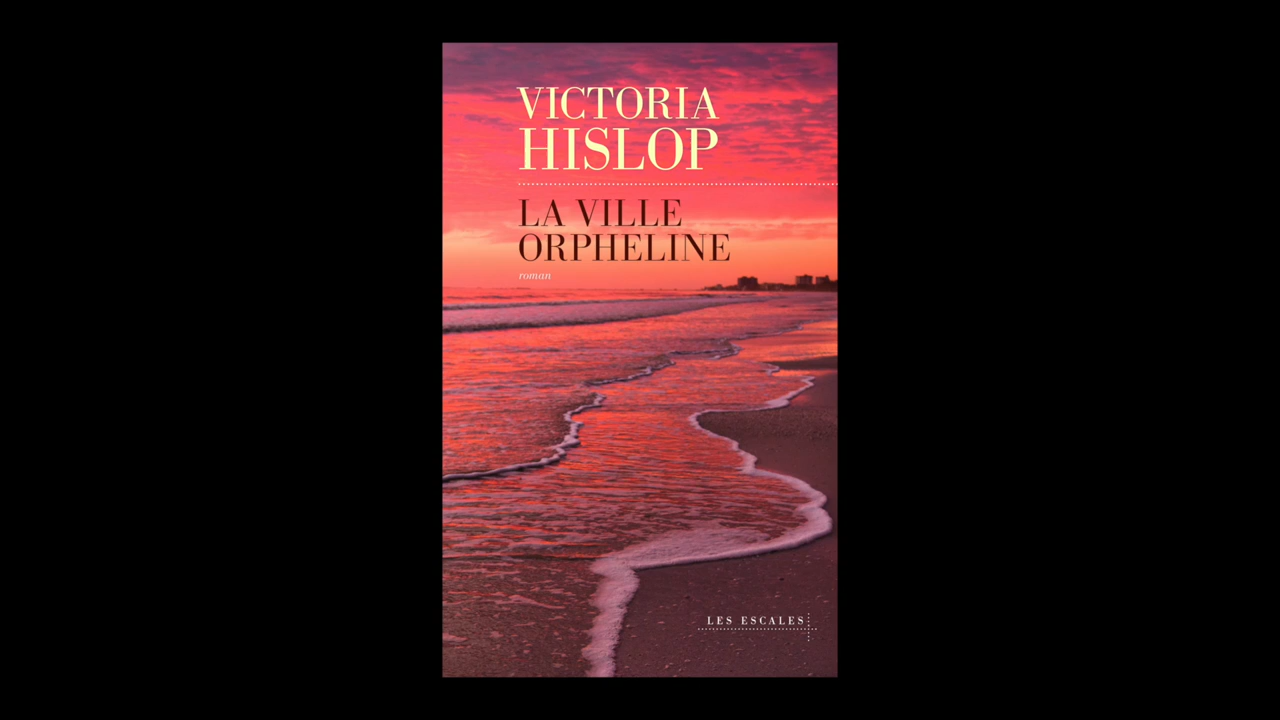 VICTORIA
HISLOP
LA VILLE
ORPHELINE
roman
LES ESCALES